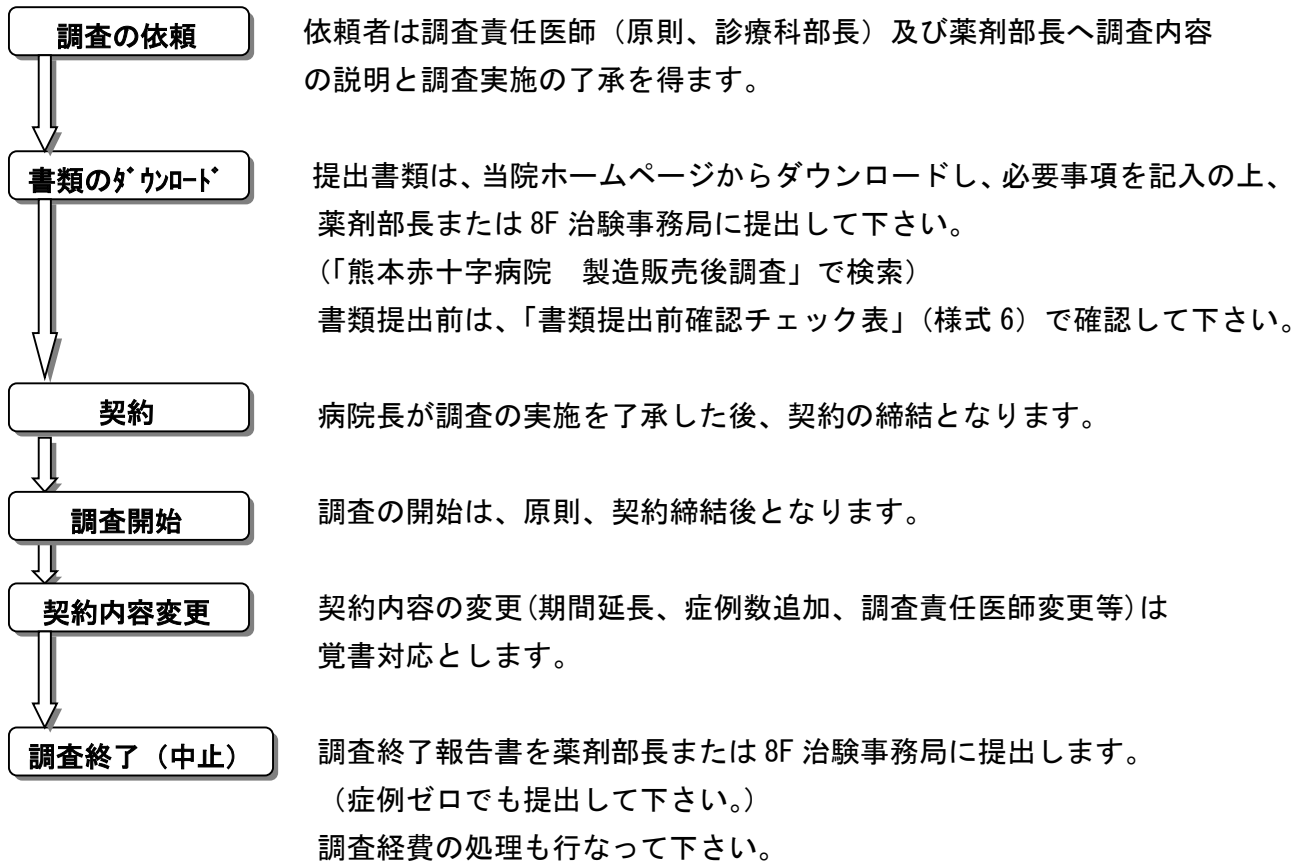 調査の依頼
依頼者は調査責任医師（原則、診療科部長）及び薬剤部長へ調査内容
の説明と調査実施の了承を得ます。
書類のﾀﾞｳﾝﾛｰﾄﾞ
提出書類は、当院ホームページからダウンロードし、必要事項を記入の上、
薬剤部長または 8F 治験事務局に提出して下さい。
（「熊本赤十字病院　製造販売後調査」で検索）
書類提出前は、「書類提出前確認チェック表」（様式 6）で確認して下さい。
契約
病院長が調査の実施を了承した後、契約の締結となります。
調査開始
調査の開始は、原則、契約締結後となります。
契約内容変更
契約内容の変更(期間延長、症例数追加、調査責任医師変更等)は
覚書対応とします。
調査終了（中止）
調査終了報告書を薬剤部長または 8F 治験事務局に提出します。
（症例ゼロでも提出して下さい。）
調査経費の処理も行なって下さい。